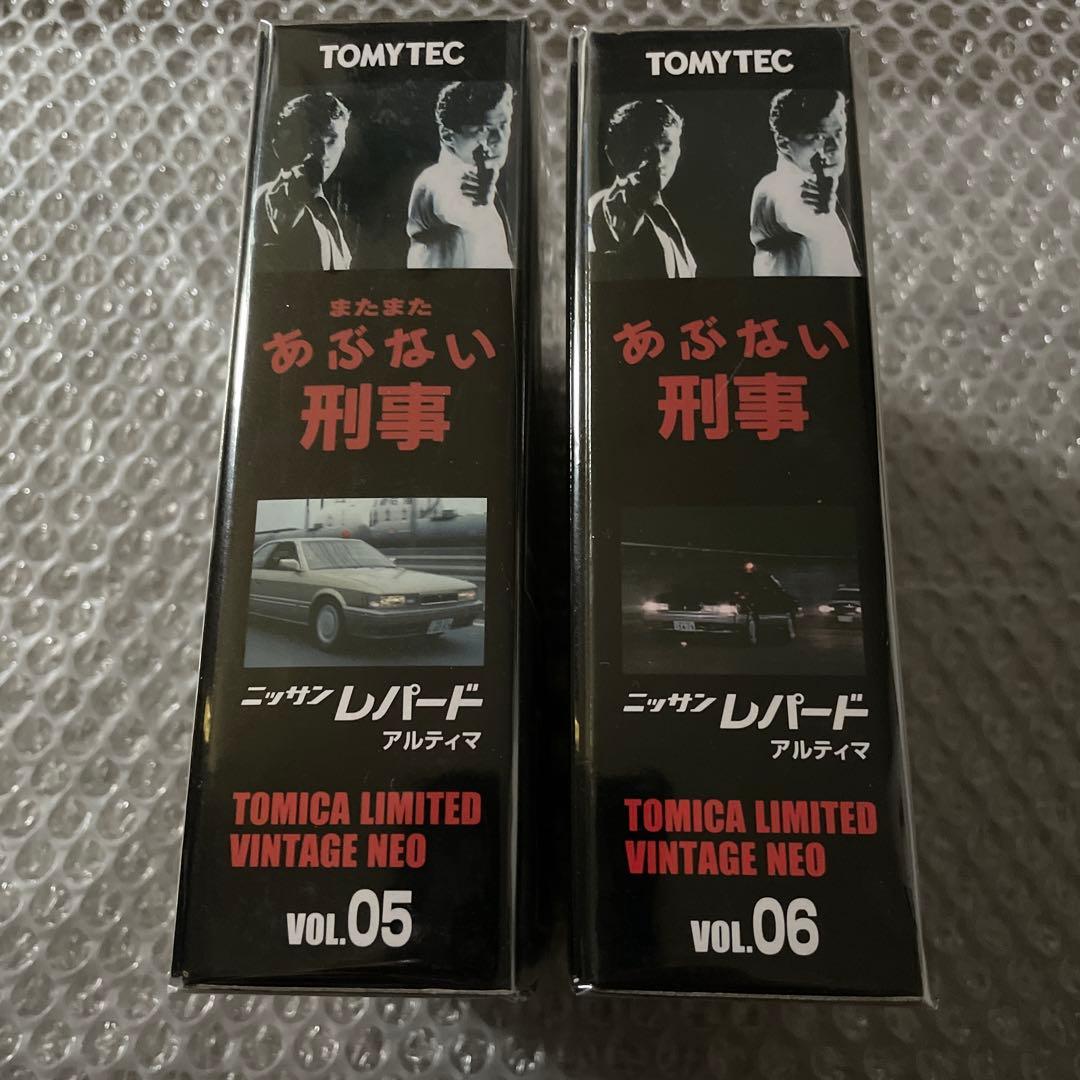 TOMYTEC
またまた
あぶない
刑事
ニッサン レパード
アルティマ
TOMICA LIMITED
VINTAGE NEO
VOL.05
TOMYTEC
あぶない
刑事
ニッサン レパード
アルティマ
TOMICA LIMITED
VINTAGE NEO
VOL.06